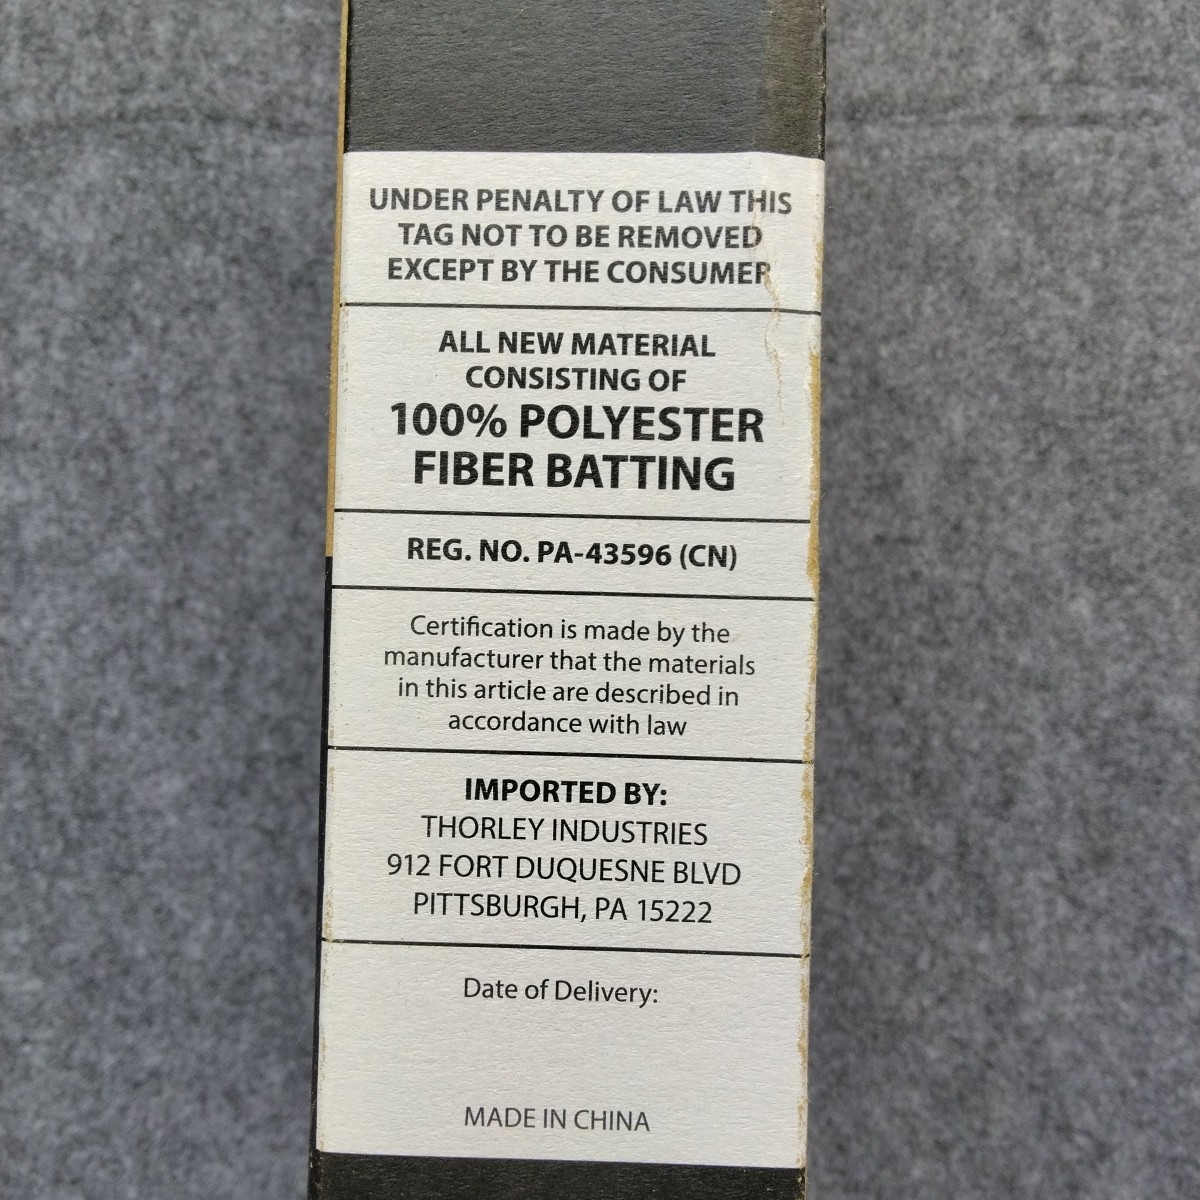 UNDER PENALTY OF LAW THIS
TAG NOT TO BE REMOVED
EXCEPT BY THE CONSUMER
ALL NEW MATERIAL
CONSISTING OF
100% POLYESTER
FIBER BATTING
REG. NO. PA-43596 (CN)
Certification is made by the
manufacturer that the materials
in this article are described in
accordance with law
IMPORTED BY:
THORLEY INDUSTRIES
912 FORT DUQUESNE BLVD
PITTSBURGH, PA 15222
Date of Delivery:
MADE IN CHINA